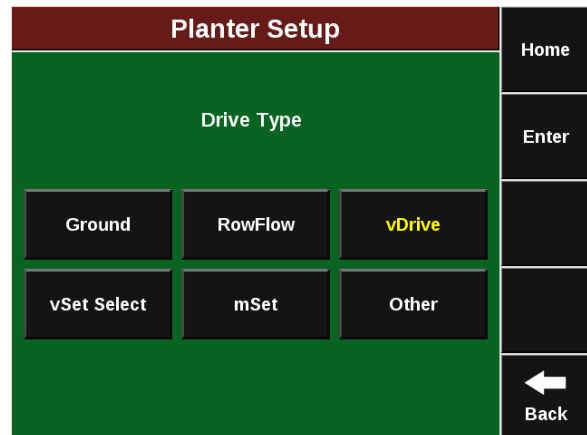 Planter Setup
Home
Drive Type
Enter
Ground
RowFlow
vDrive
vSet Select
mSet
Other
Back